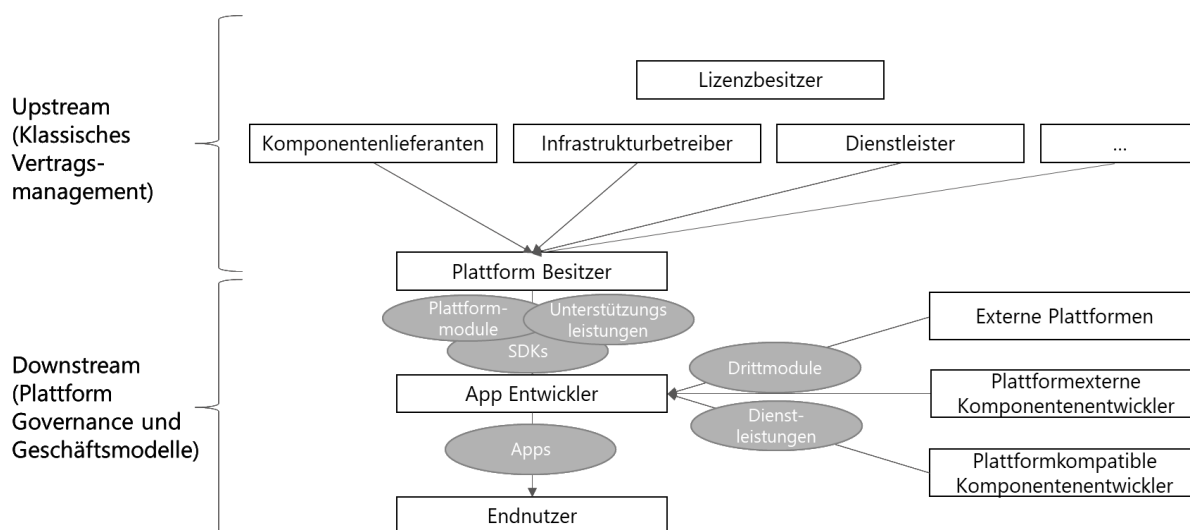 Lizenzbesitzer
Upstream
(Klassisches
Vertrags-
management)
Komponentenlieferanten
Infrastrukturbetreiber
Dienstleister
...
Plattform Besitzer
Plattform-
module
Unterstützungs
leistungen
SDKs
Externe Plattformen
Downstream
(Plattform
Governance und
Geschäftsmodelle)
Drittmodule
App Entwickler
Plattformexterne
Komponentenentwickler
Dienst-
leistungen
Apps
Plattformkompatible
Komponentenentwickler
Endnutzer